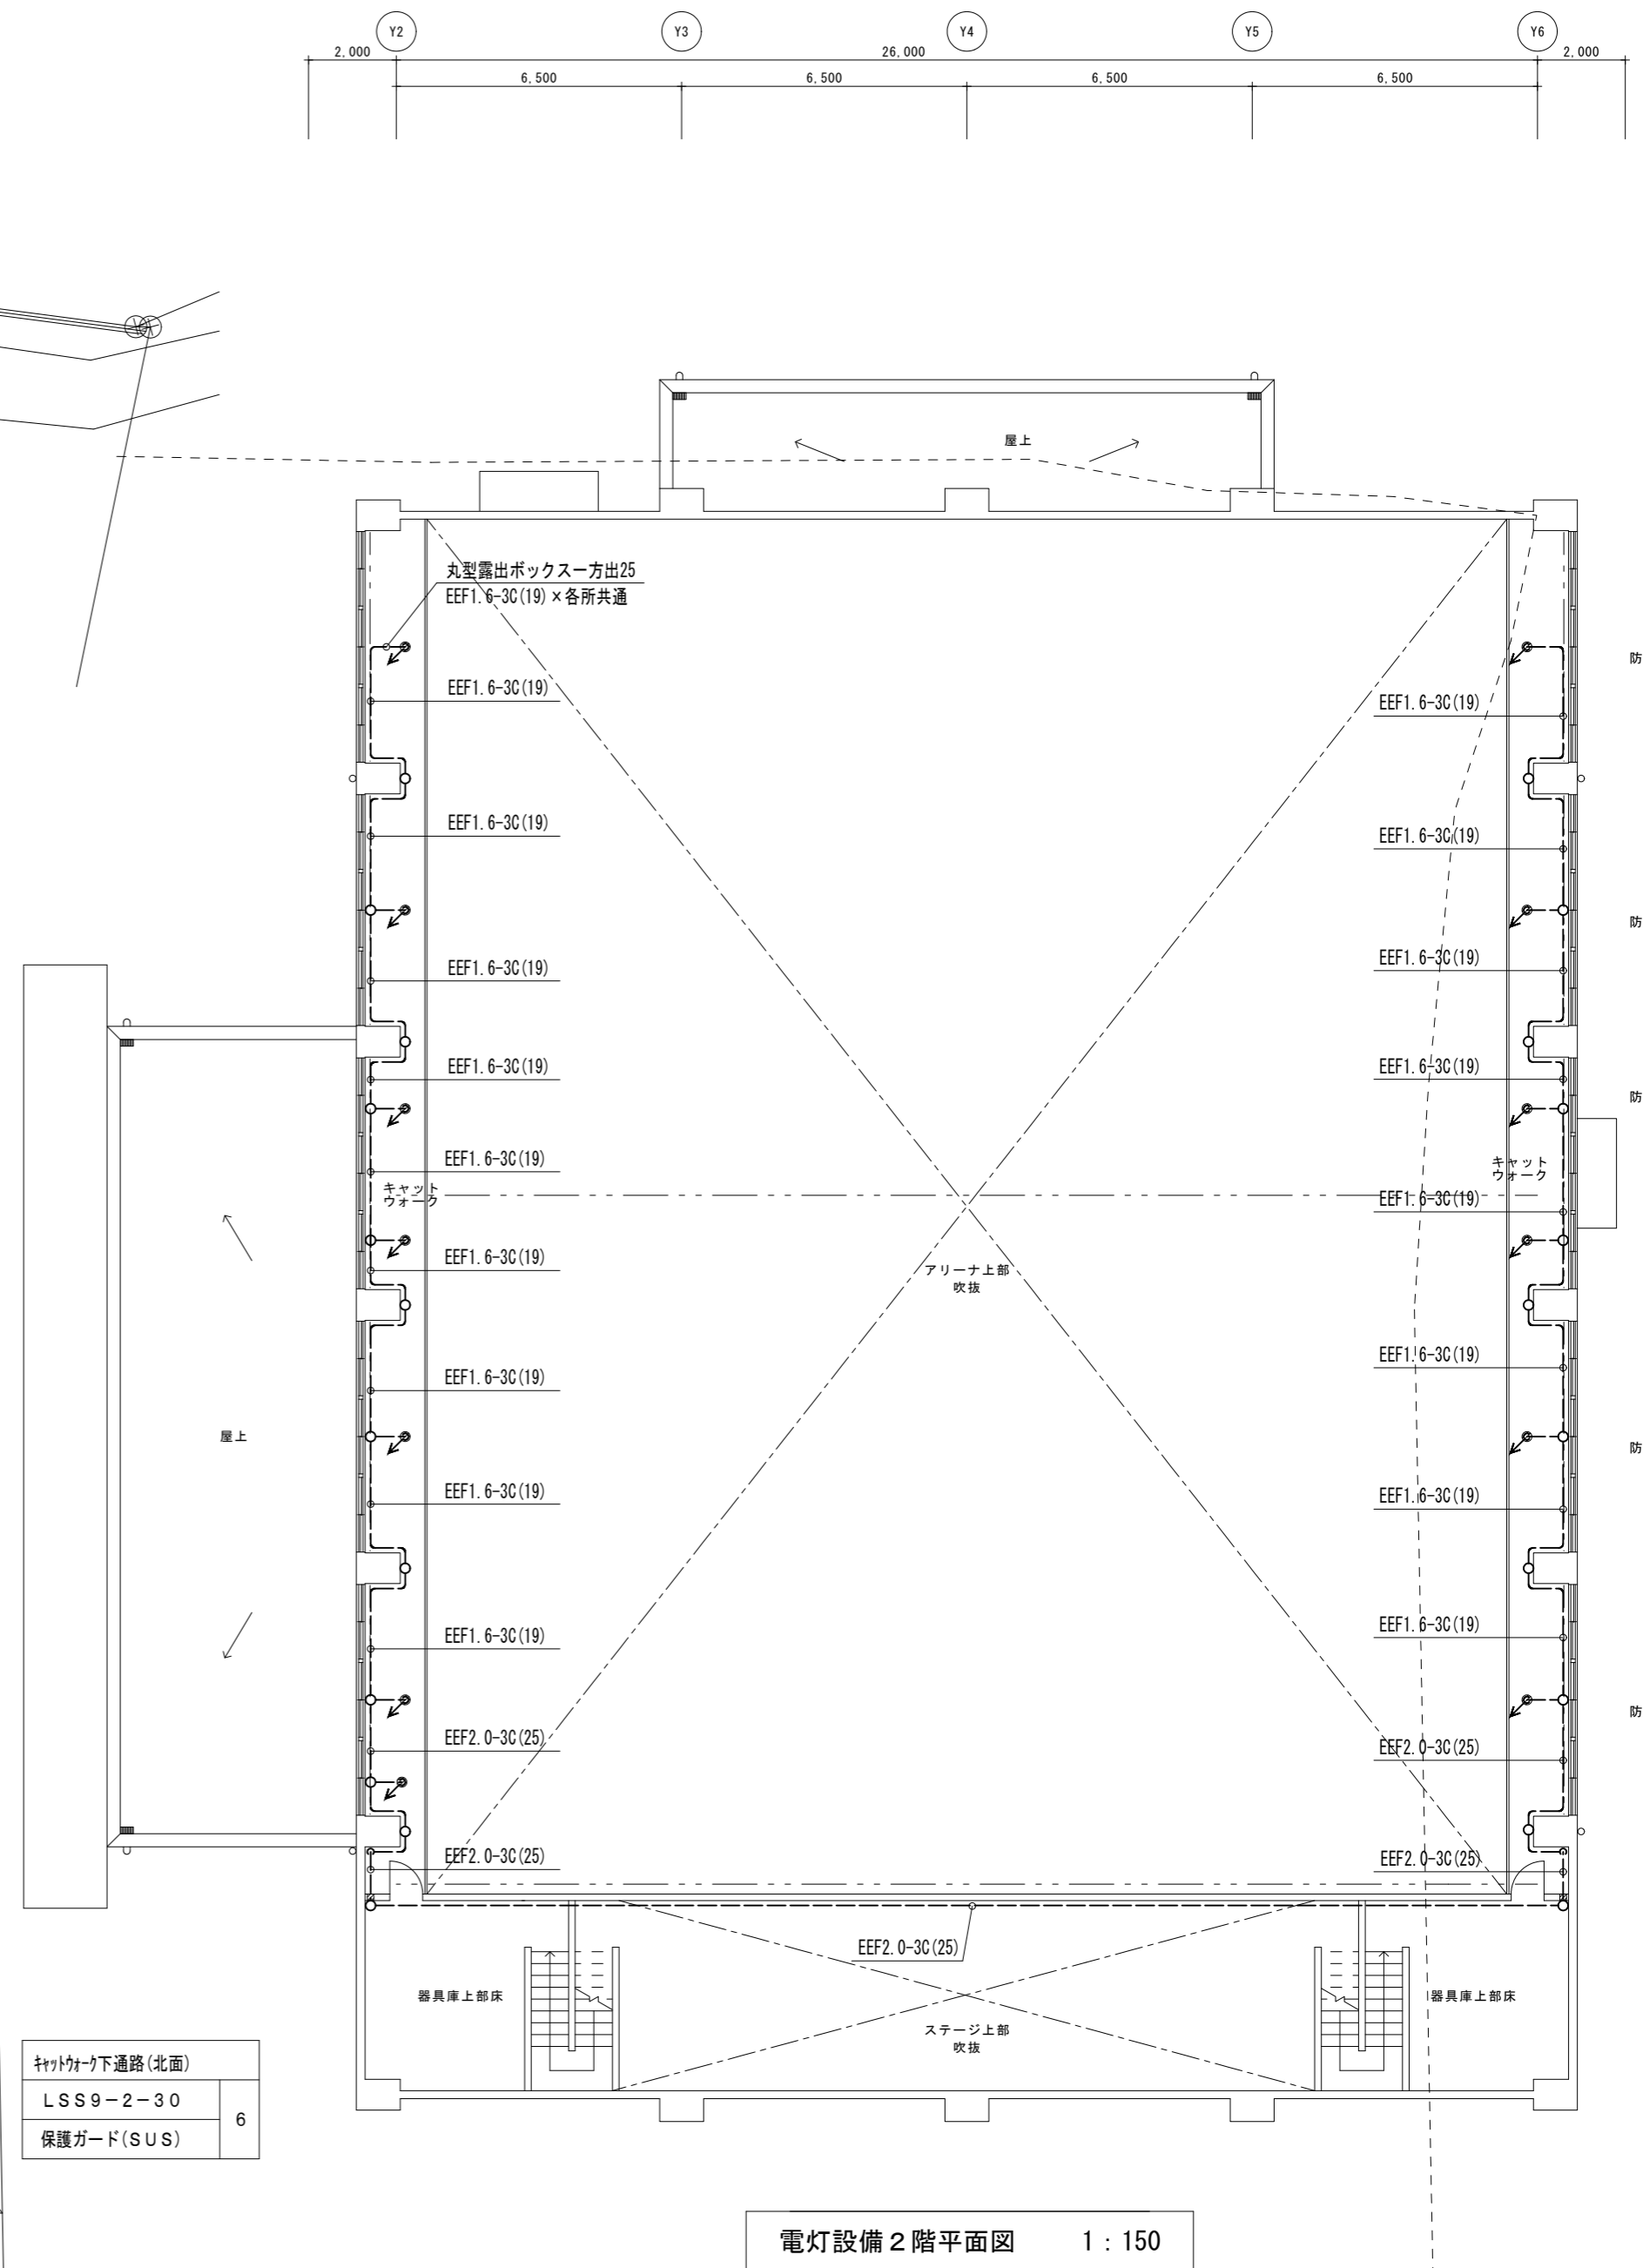 Y2
Y3
Y4
Y5
Y6
2,000
26,000
2,000
6,500
6,500
6,500
6,500
屋上
丸型露出ボックス一方出25
EEF1.6-3C(19)×各所共通
防
EEF1.6-3C(19)
EEF1.6-3C(19)
EEF1.6-3C(19)
EEF1.6-3C(19)
防
EEF1.6-3C(19)
EEF1.6-3C(19)
EEF1.6-3C(19)
EEF1.6-3C(19)
防
EEF1.6-3C(19)
キャット
ウォーク
キャット
ウォーク
EEF1.6-3C(19)
EEF1.6-3C(19)
アリーナ上部
吹抜
EEF1.6-3C(19)
EEF1.6-3C(19)
屋上
防
EEF1.6-3C(19)
EEF1.6-3C(19)
EEF1.6-3C(19)
EEF1.6-3C(19)
防
EEF2.0-3C(25)
EEF2.0-3C(25)
EEF2.0-3C(25)
EEF2.0-3C(25)
EEF2.0-3C(25)
器具庫上部床
器具庫上部床
ステージ上部
吹抜
ｷｬｯﾄｳｫｰｸ下通路(北面)
ＬＳＳ９－２－３０
6
保護ガード(ＳＵＳ)
電灯設備２階平面図 1：150